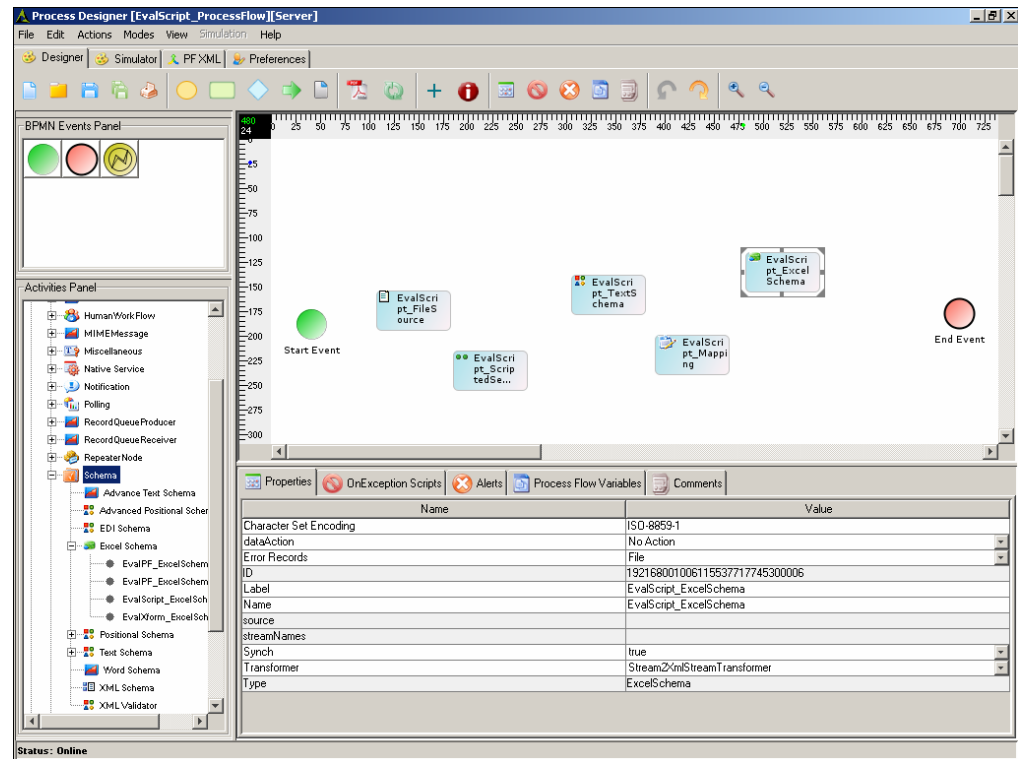 Process Designer [EvalScript_ProcessFlow][Server]
File Edit Actions Modes View Simulation Help
Designer Simulator PF XML Preferences
BPMN Events Panel
480
24
0 25 50 75 100 125 150 175 200 225 250 275 300 325 350 375 400 425 450 475 500 525 550 575 600 625 650 675 700 725
0
25
50
75
100
125
150
175
200
225
250
275
300
EvalScri
pt_Excel
Schema
EvalScri
pt_TextS
chema
EvalScri
pt_FileS
ource
Start Event
End Event
EvalScri
pt_Mappi
ng
EvalScri
pt_Scrip
tedSe...
Activities Panel
HumanWorkFlow
MIMEMessage
Miscellaneous
Native Service
Notification
Polling
RecordQueueProducer
RecordQueueReceiver
RepeaterNode
Schema
Advance Text Schema
Advanced Positional Scher
EDI Schema
Excel Schema
EvalPF_ExcelSchem
EvalPF_ExcelSchem
EvalScript_ExcelSch
EvalXform_ExcelSch
Positional Schema
Text Schema
Word Schema
XML Schema
XML Validator
Properties OnException Scripts Alerts Process Flow Variables Comments
Name Value
Character Set Encoding ISO-8859-1
dataAction No Action
Error Records File
ID 1921680010061155377177453000​06
Label EvalScript_ExcelSchema
Name EvalScript_ExcelSchema
source
streamNames
Synch true
Transformer Stream2XmlStreamTransformer
Type ExcelSchema
Status: Online